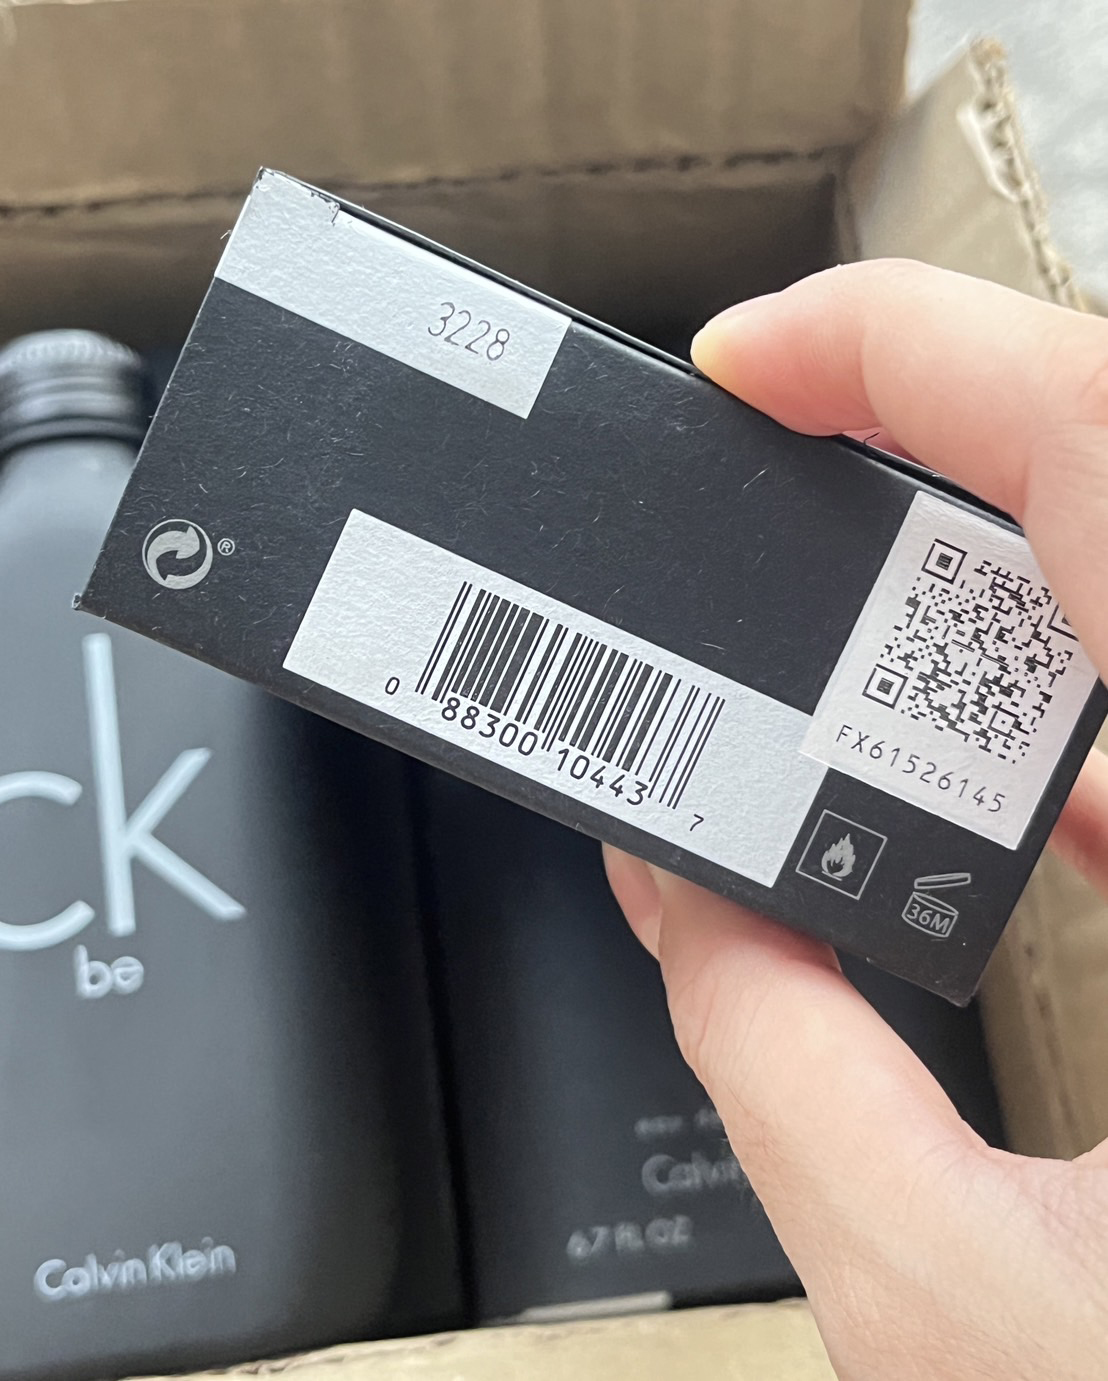 3228
®
0 88300 10443 7
FX61526145
36M
ck
be
Calvin Klein
6.7 FL OZ